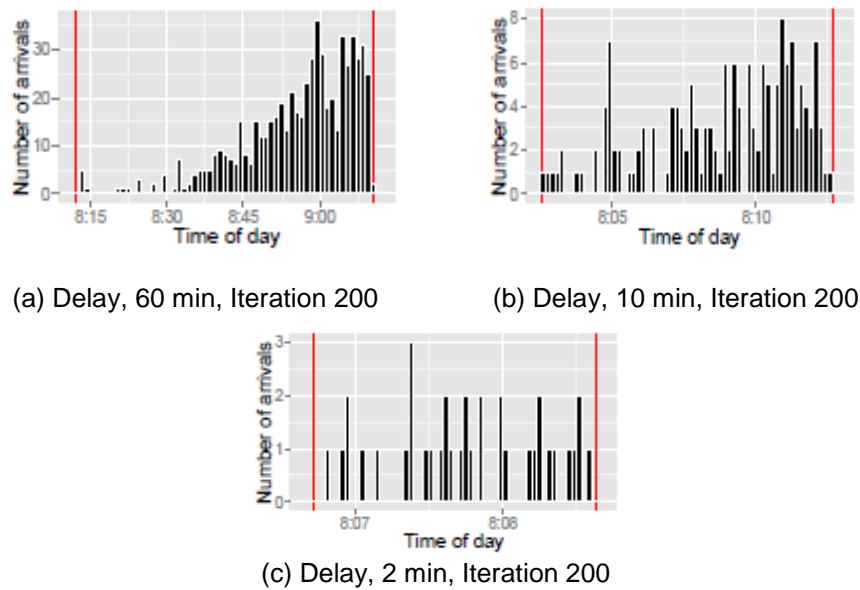 Number of arrivals
30
20
10
0
8:15 8:30 8:45 9:00
Time of day
(a) Delay, 60 min, Iteration 200
Number of arrivals
8
6
4
2
0
8:05 8:10
Time of day
(b) Delay, 10 min, Iteration 200
Number of arrivals
3
2
1
0
8:07 8:08
Time of day
(c) Delay, 2 min, Iteration 200